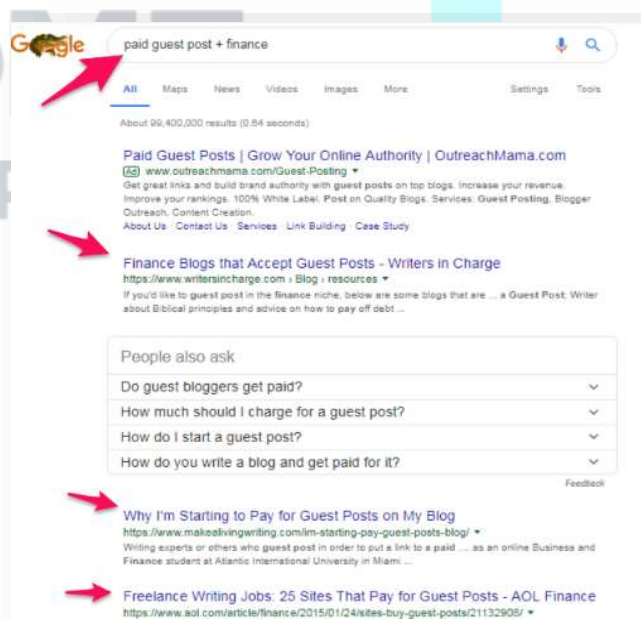 Google
paid guest post + finance
All Maps News Videos Images More Settings Tools
About 99,400,000 results (0.64 seconds)
Paid Guest Posts | Grow Your Online Authority | OutreachMama.com
Ad www.outreachmama.com/Guest-Posting
Get great links and build brand authority with guest posts on top blogs. Increase your revenue.
Improve your rankings. 100% White Label. Post on Quality Blogs. Services: Guest Posting, Blogger
Outreach, Content Creation.
About Us · Contact Us · Services · Link Building · Case Study
Finance Blogs that Accept Guest Posts - Writers in Charge
https://www.writersincharge.com › Blog › resources
If you'd like to guest post in the finance niche, below are some blogs that are ... a Guest Post; Writer
about Biblical principles and advice on how to pay off debt ...
People also ask
Do guest bloggers get paid?
How much should I charge for a guest post?
How do I start a guest post?
How do you write a blog and get paid for it?
Feedback
Why I'm Starting to Pay for Guest Posts on My Blog
https://www.makealivingwriting.com/im-starting-pay-guest-posts-blog/
Writing experts or others who guest post in order to put a link to a paid .... as an online Business and
Finance student at Atlantic International University in Miami ...
Freelance Writing Jobs: 25 Sites That Pay for Guest Posts - AOL Finance
https://www.aol.com/article/finance/2015/01/24/sites-buy-guest-posts/21132908/